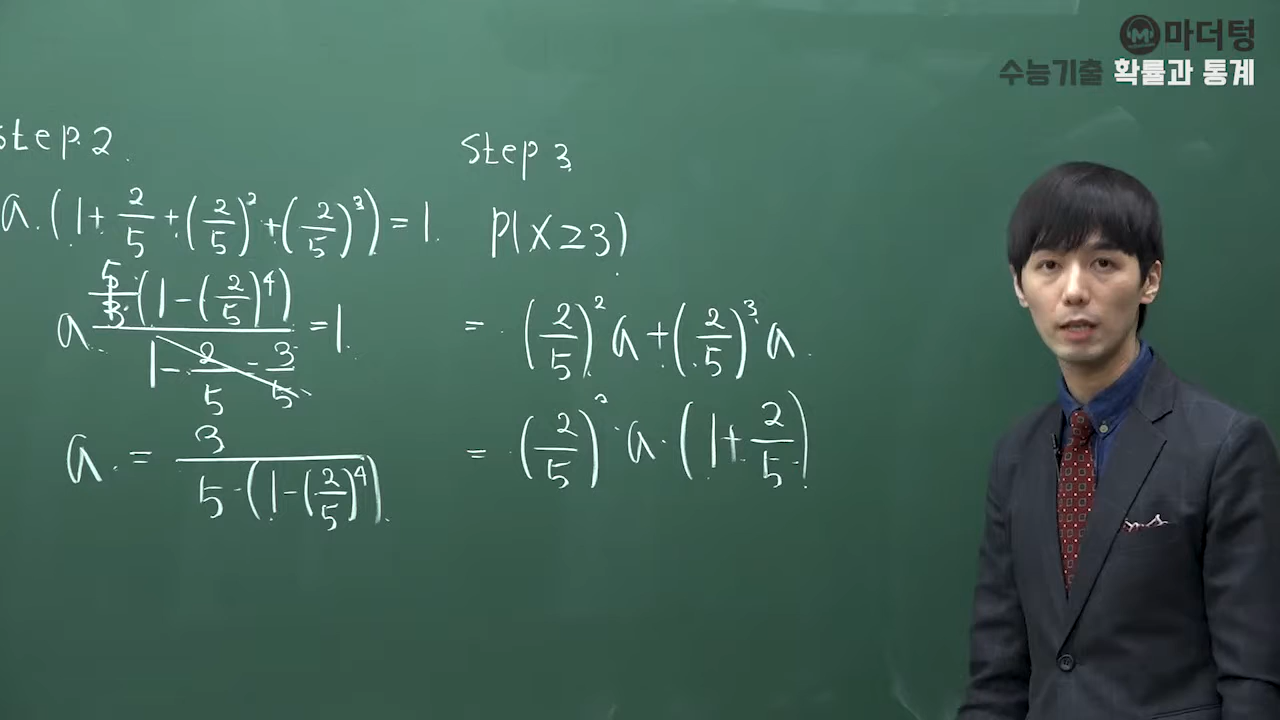 마더텅
수능기출 확률과 통계
Step 2.
a·(1+2/5+(2/5)²+(2/5)³)=1.
a (5/3·(1-(2/5)⁴))/(1-2/5=3/5)=1.
a.=3/(5·(1-(2/5)⁴))
Step 3.
P(X≥3)
=(2/5)²a+(2/5)³a
=(2/5)²·a·(1+2/5)